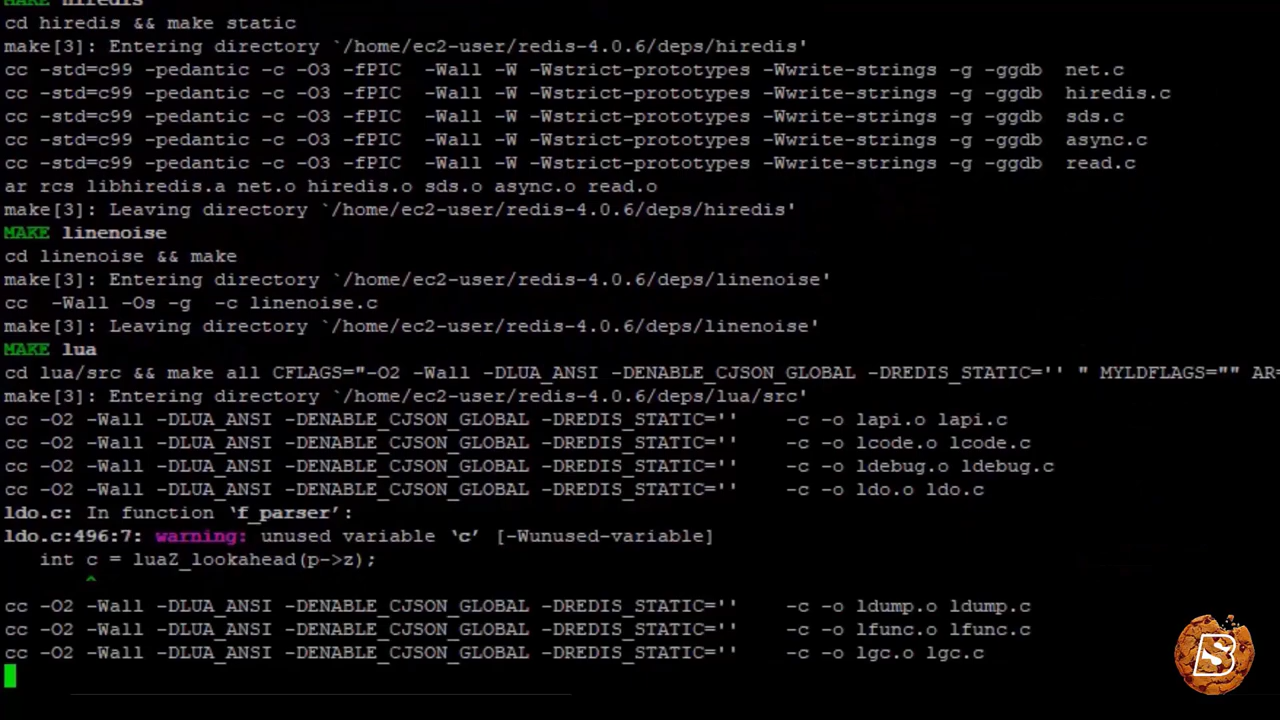 MAKE hiredis
cd hiredis && make static
make[3]: Entering directory `/home/ec2-user/redis-4.0.6/deps/hiredis'
cc -std=c99 -pedantic -c -O3 -fPIC  -Wall -W -Wstrict-prototypes -Wwrite-strings -g -ggdb  net.c
cc -std=c99 -pedantic -c -O3 -fPIC  -Wall -W -Wstrict-prototypes -Wwrite-strings -g -ggdb  hiredis.c
cc -std=c99 -pedantic -c -O3 -fPIC  -Wall -W -Wstrict-prototypes -Wwrite-strings -g -ggdb  sds.c
cc -std=c99 -pedantic -c -O3 -fPIC  -Wall -W -Wstrict-prototypes -Wwrite-strings -g -ggdb  async.c
cc -std=c99 -pedantic -c -O3 -fPIC  -Wall -W -Wstrict-prototypes -Wwrite-strings -g -ggdb  read.c
ar rcs libhiredis.a net.o hiredis.o sds.o async.o read.o
make[3]: Leaving directory `/home/ec2-user/redis-4.0.6/deps/hiredis'
MAKE linenoise
cd linenoise && make
make[3]: Entering directory `/home/ec2-user/redis-4.0.6/deps/linenoise'
cc  -Wall -Os -g  -c linenoise.c
make[3]: Leaving directory `/home/ec2-user/redis-4.0.6/deps/linenoise'
MAKE lua
cd lua/src && make all CFLAGS="-O2 -Wall -DLUA_ANSI -DENABLE_CJSON_GLOBAL -DREDIS_STATIC='' " MYLDFLAGS="" AR=
make[3]: Entering directory `/home/ec2-user/redis-4.0.6/deps/lua/src'
cc -O2 -Wall -DLUA_ANSI -DENABLE_CJSON_GLOBAL -DREDIS_STATIC=''    -c -o lapi.o lapi.c
cc -O2 -Wall -DLUA_ANSI -DENABLE_CJSON_GLOBAL -DREDIS_STATIC=''    -c -o lcode.o lcode.c
cc -O2 -Wall -DLUA_ANSI -DENABLE_CJSON_GLOBAL -DREDIS_STATIC=''    -c -o ldebug.o ldebug.c
cc -O2 -Wall -DLUA_ANSI -DENABLE_CJSON_GLOBAL -DREDIS_STATIC=''    -c -o ldo.o ldo.c
ldo.c: In function ‘f_parser’:
ldo.c:496:7: warning: unused variable ‘c’ [-Wunused-variable]
   int c = luaZ_lookahead(p->z);
       ^
cc -O2 -Wall -DLUA_ANSI -DENABLE_CJSON_GLOBAL -DREDIS_STATIC=''    -c -o ldump.o ldump.c
cc -O2 -Wall -DLUA_ANSI -DENABLE_CJSON_GLOBAL -DREDIS_STATIC=''    -c -o lfunc.o lfunc.c
cc -O2 -Wall -DLUA_ANSI -DENABLE_CJSON_GLOBAL -DREDIS_STATIC=''    -c -o lgc.o lgc.c